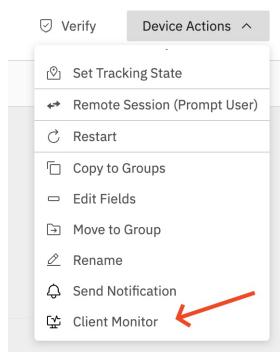 Verify
Device Actions
Set Tracking State
Remote Session (Prompt User)
Restart
Copy to Groups
Edit Fields
Move to Group
Rename
Send Notification
Client Monitor